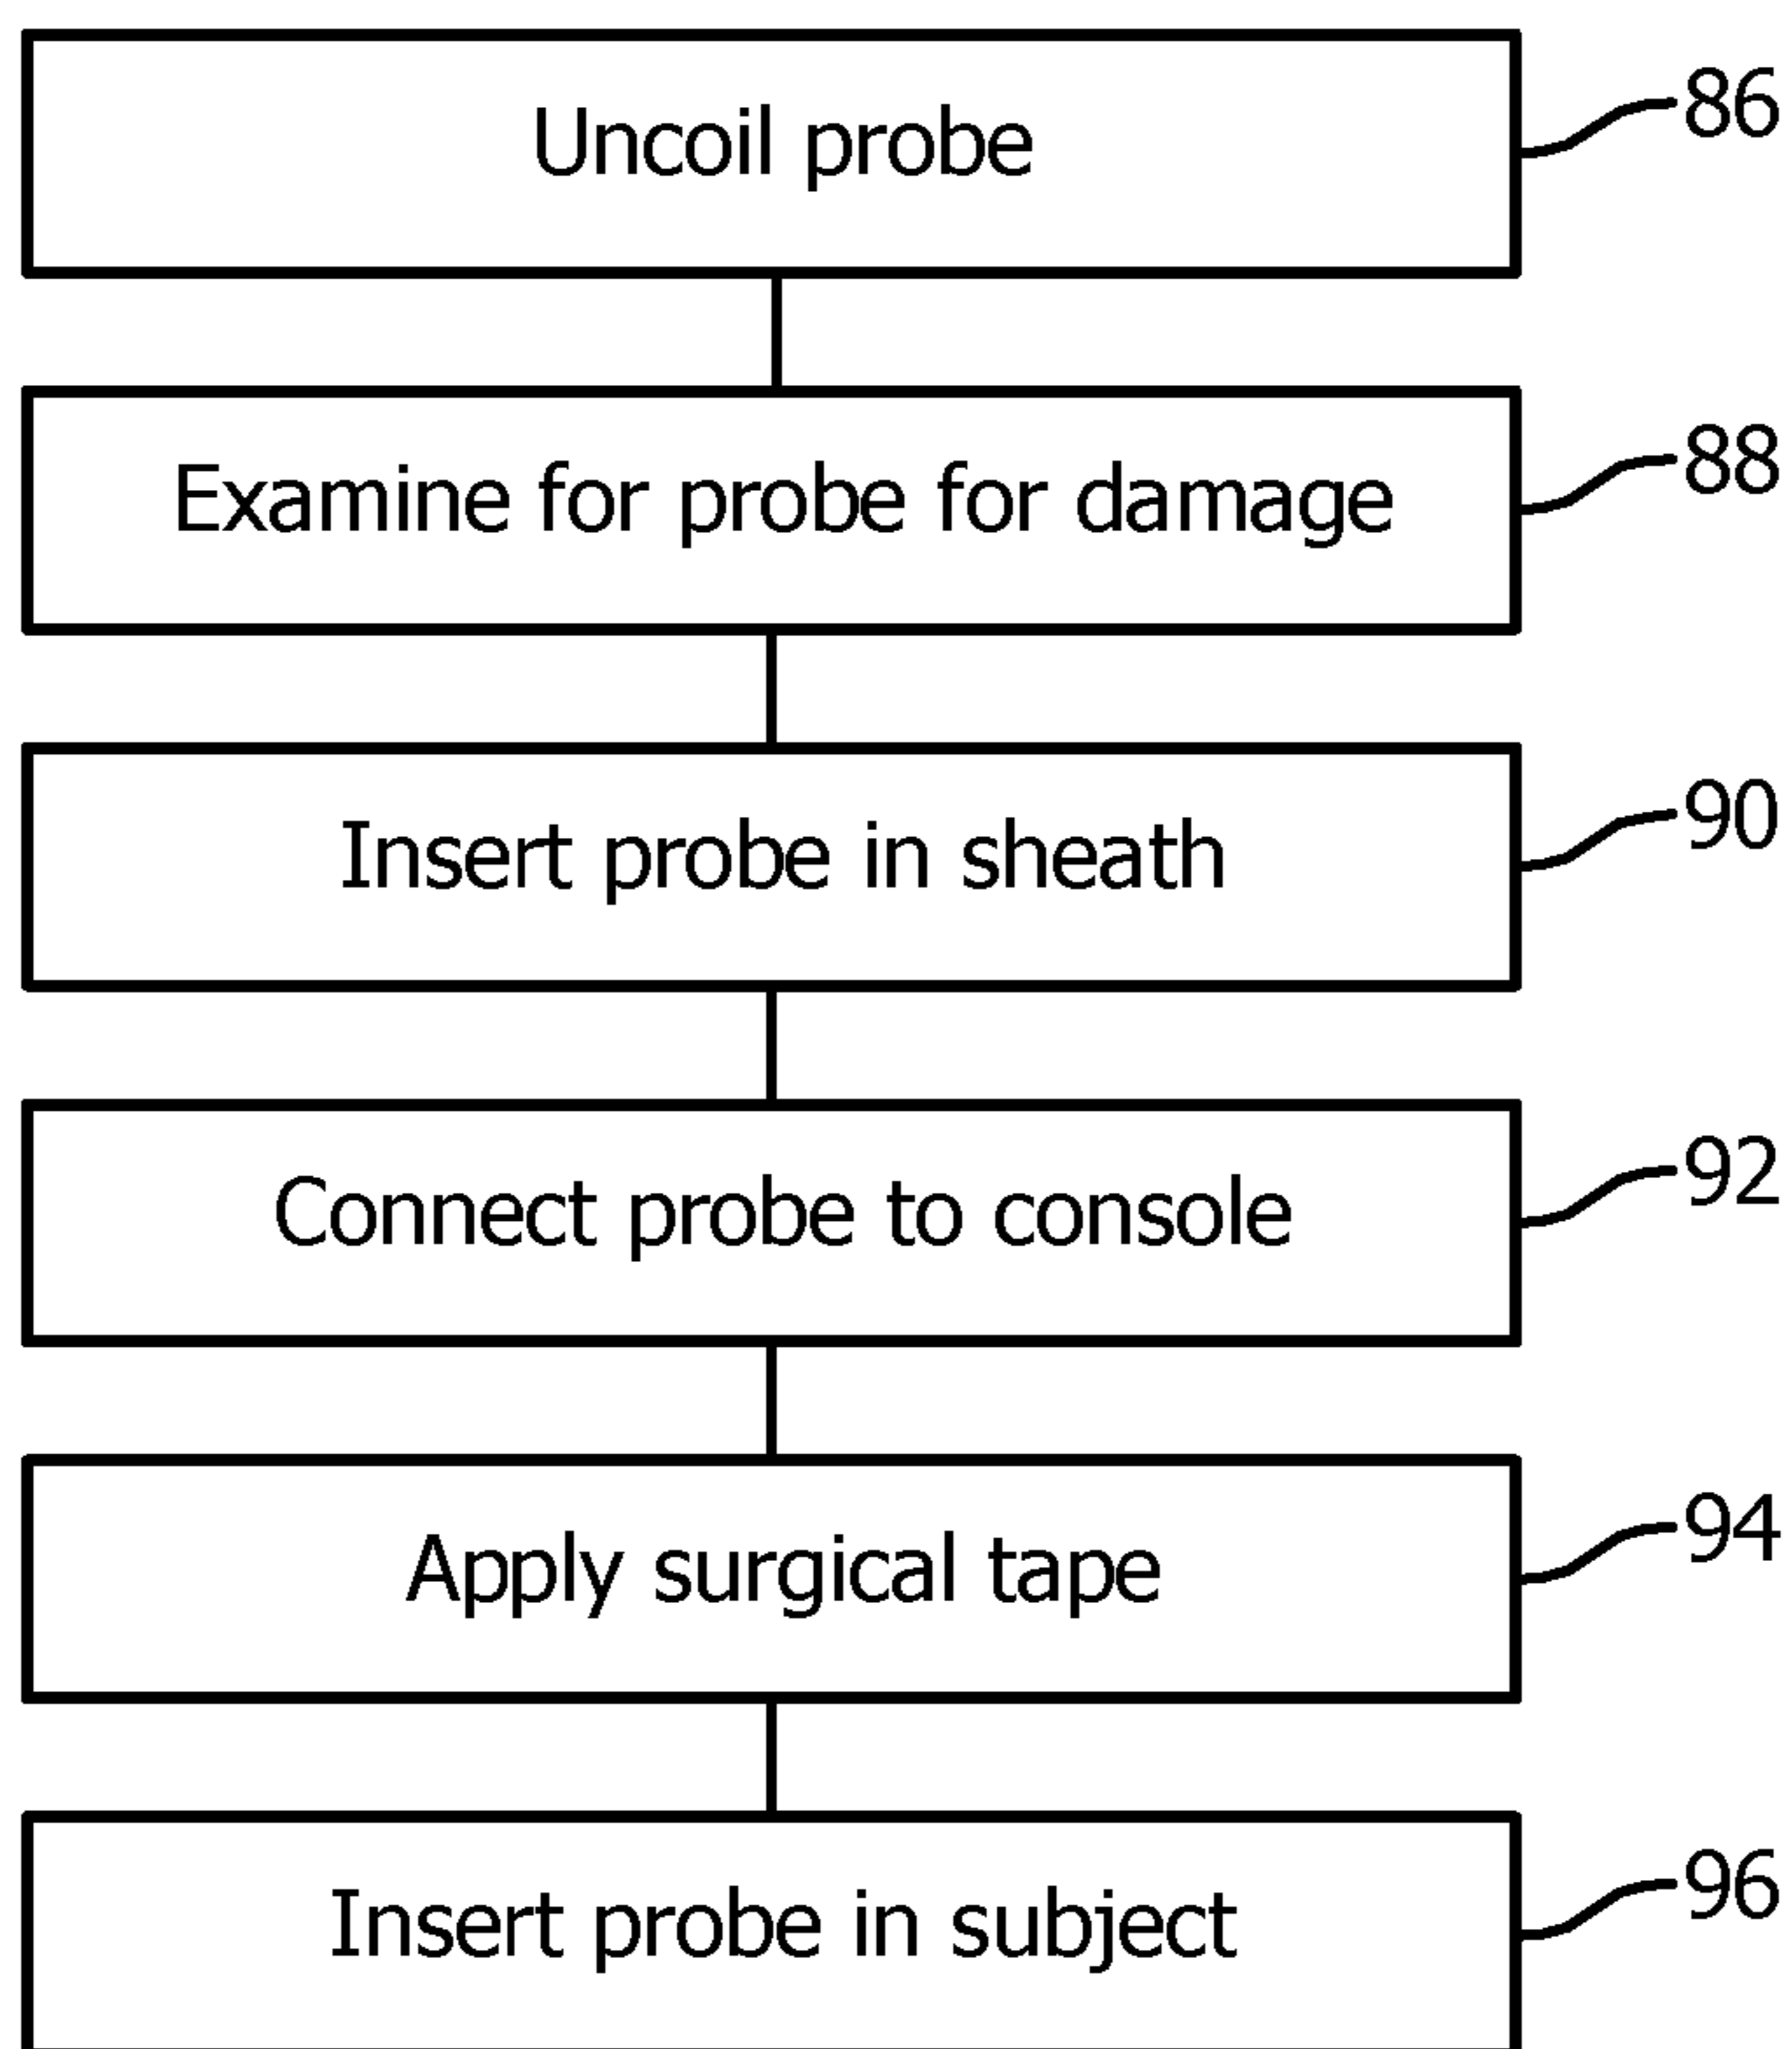 Uncoil probe
86
Examine for probe for damage
88
Insert probe in sheath
90
Connect probe to console
92
Apply surgical tape
94
Insert probe in subject
96